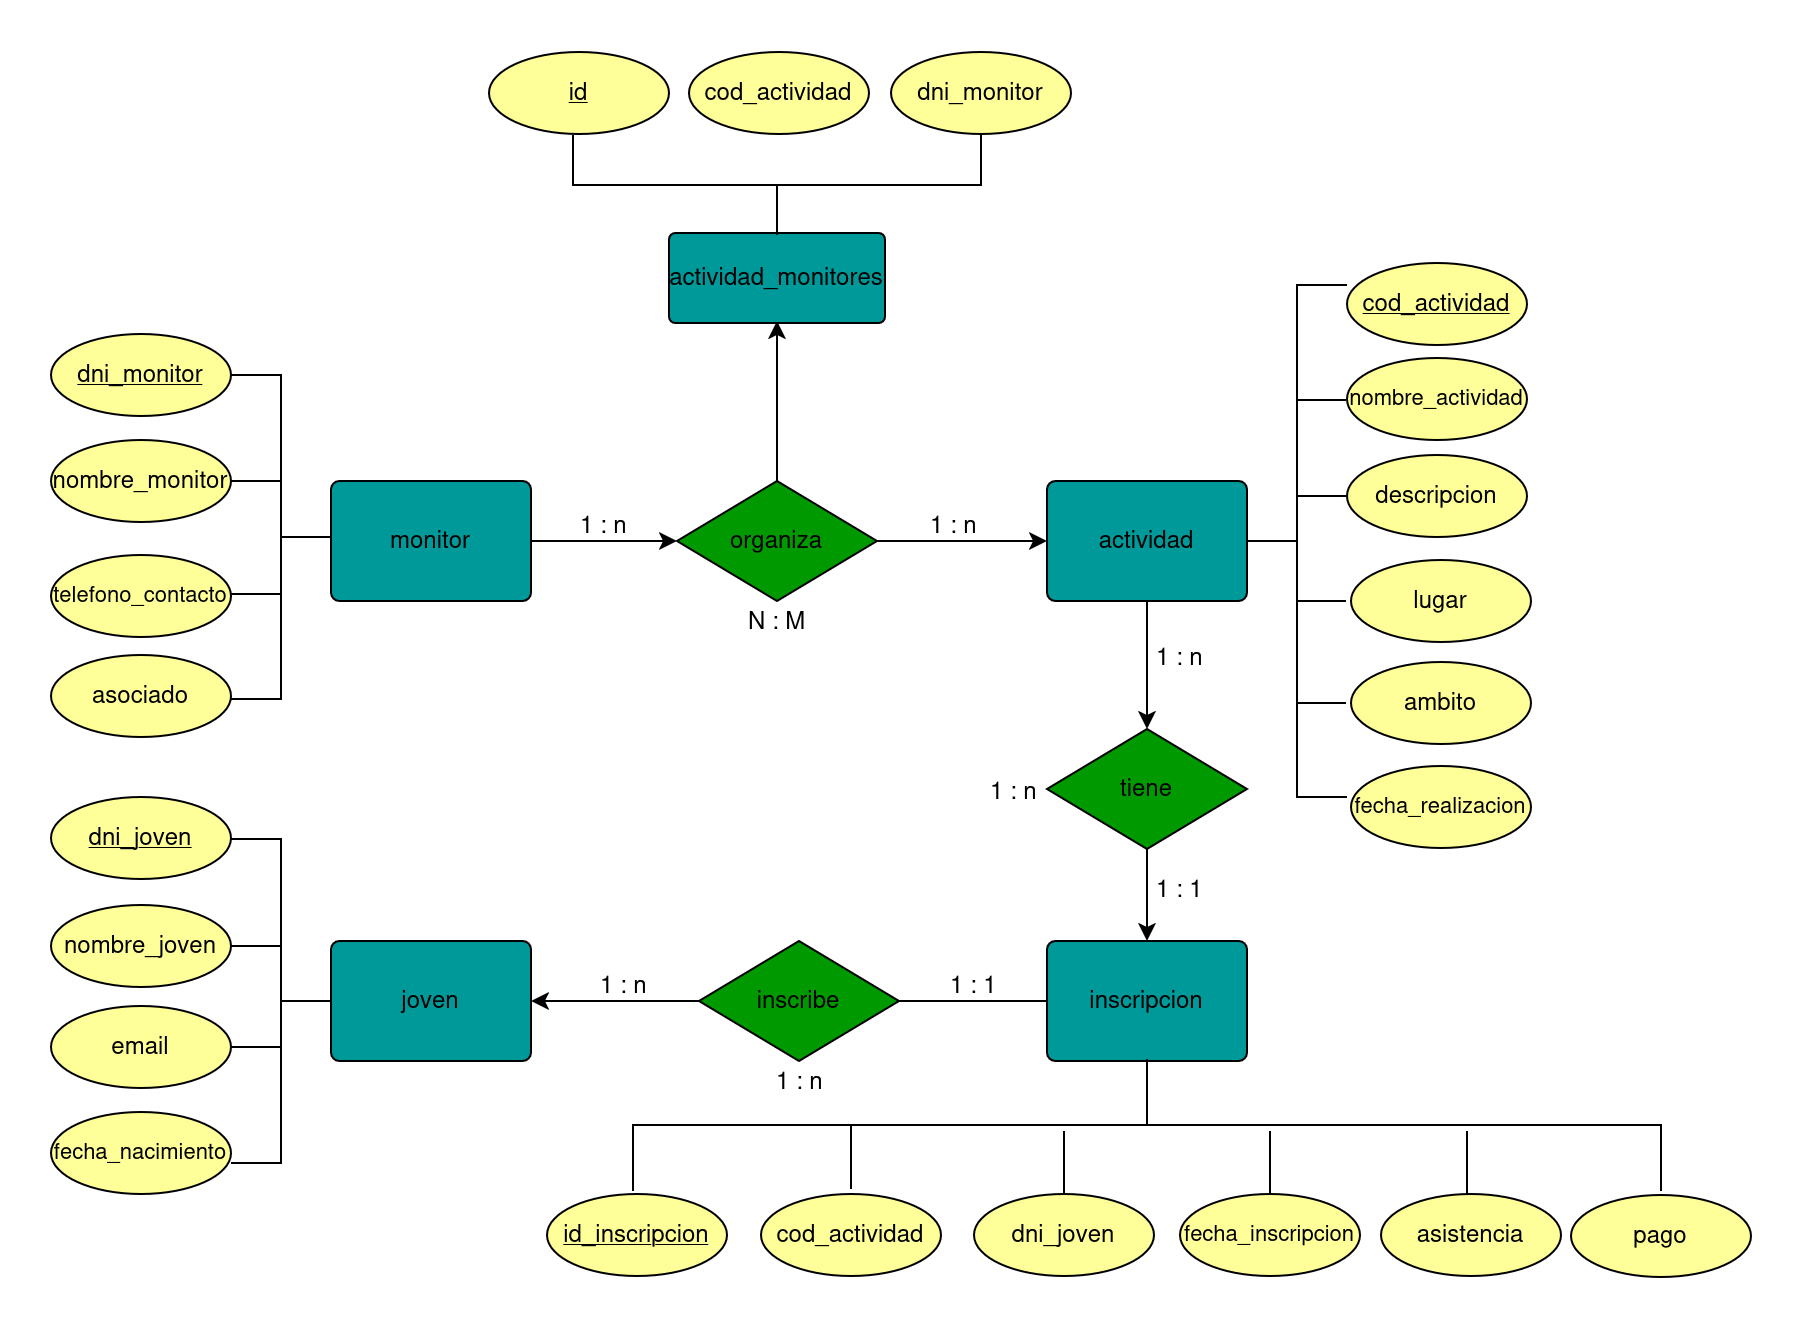 id
cod_actividad
dni_monitor
actividad_monitores
dni_monitor
nombre_monitor
telefono_contacto
asociado
monitor
1 : n
organiza
N : M
1 : n
actividad
cod_actividad
nombre_actividad
descripcion
lugar
ambito
fecha_realizacion
1 : n
1 : n
tiene
1 : 1
dni_joven
nombre_joven
email
fecha_nacimiento
joven
1 : n
inscribe
1 : n
1 : 1
inscripcion
id_inscripcion
cod_actividad
dni_joven
fecha_inscripcion
asistencia
pago